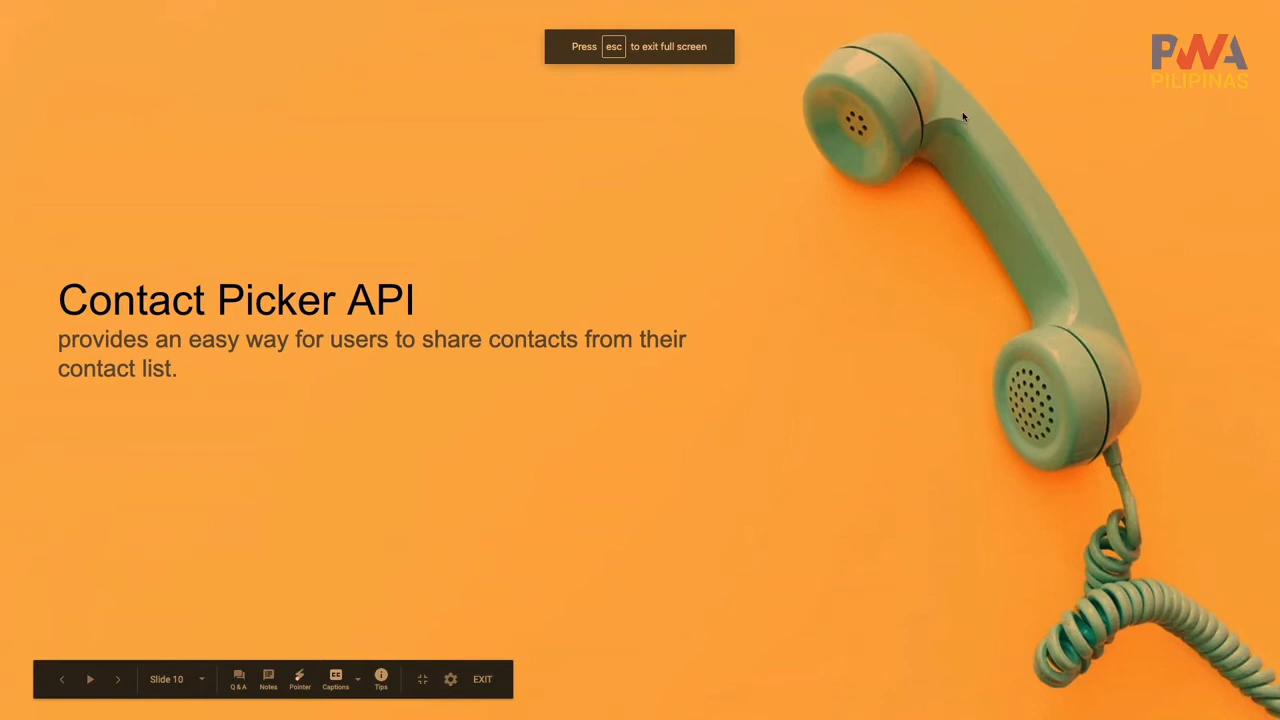 Press esc to exit full screen
PWA
PILIPINAS
Contact Picker API
provides an easy way for users to share contacts from their
contact list.
Slide 10
Q & A
Notes
Pointer
CC
Captions
Tips
EXIT